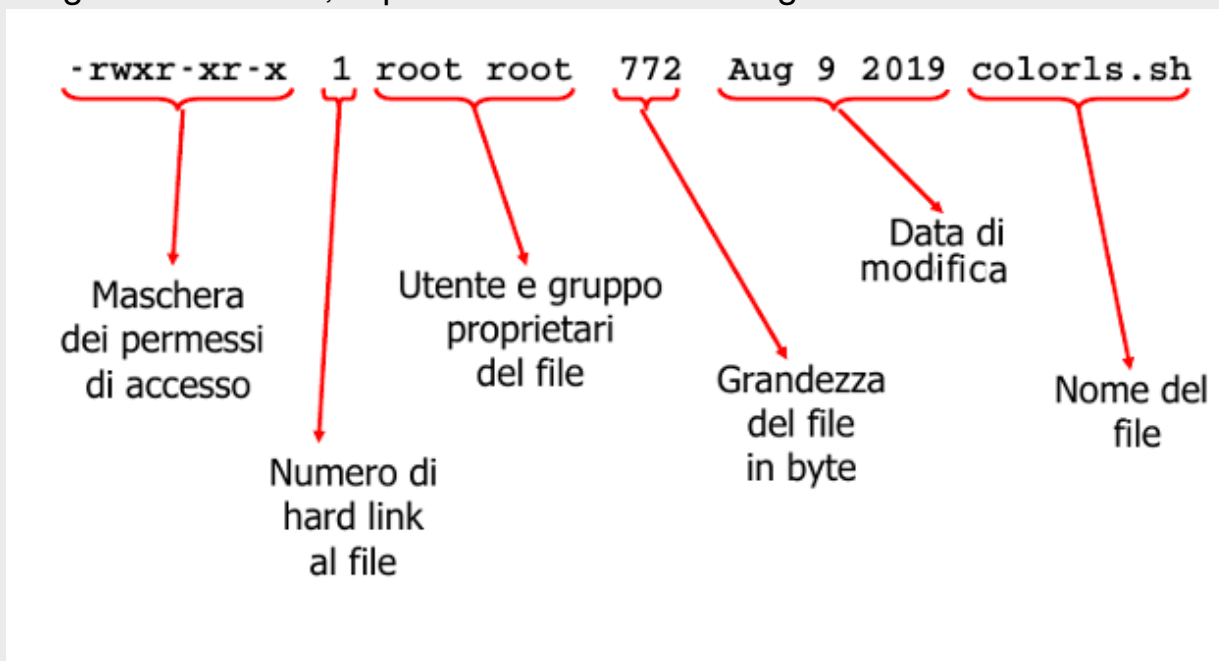 -rwxr-xr-x 1 root root 772 Aug 9 2019 colorls.sh
Data di
modifica
Maschera
dei permessi
di accesso
Utente e gruppo
proprietari
del file
Grandezza
del file
in byte
Nome del
file
Numero di
hard link
al file